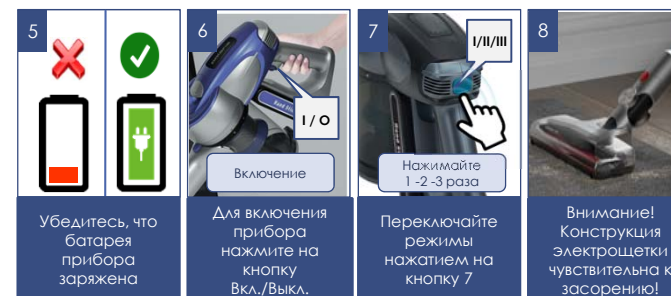 5
Убедитесь, что
батарея
прибора
заряжена
6
I / O
Включение
Для включения
прибора
нажмите на
кнопку
Вкл./Выкл.
7
I/II/III
Нажимайте
1 -2 -3 раза
Переключайте
режимы
нажатием на
кнопку 7
8
Внимание!
Конструкция
электрощетки
чувствительна к
засорению!